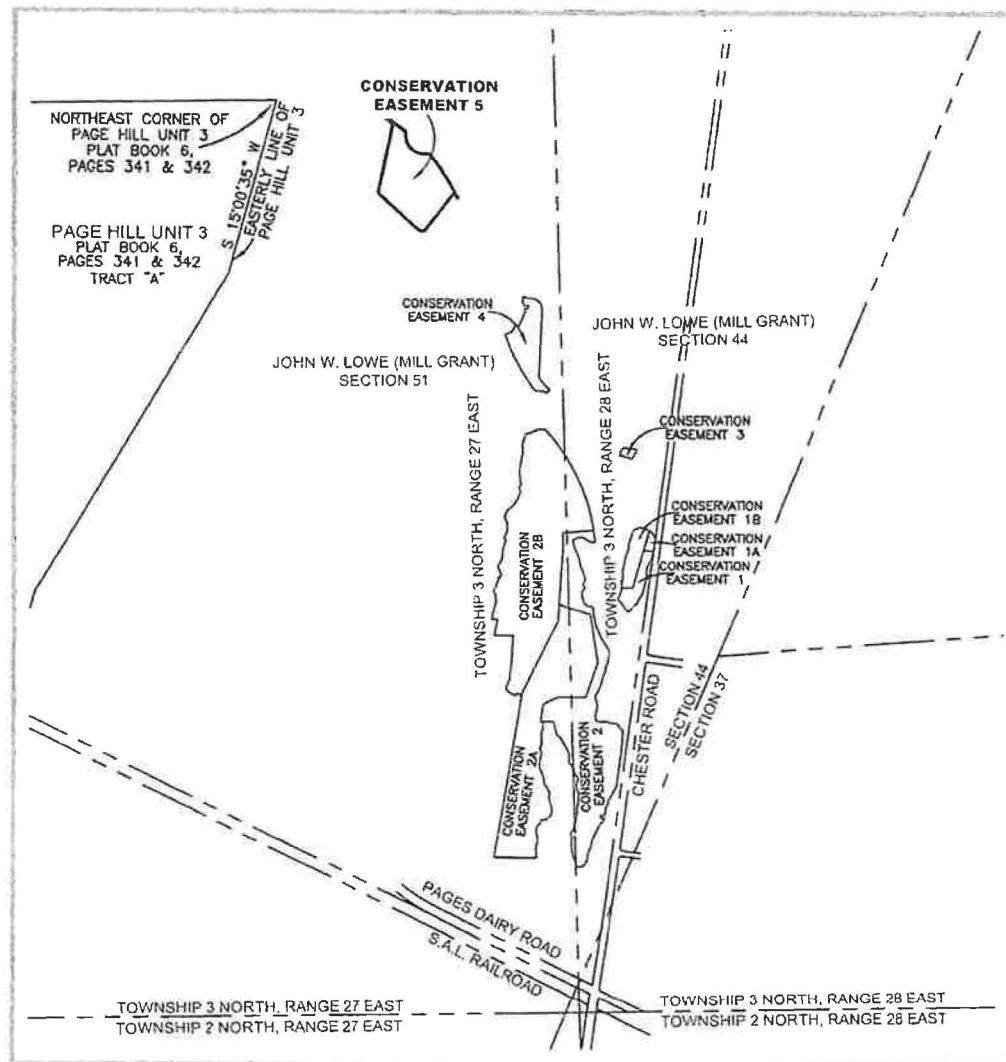 CONSERVATION
EASEMENT 5
NORTHEAST CORNER OF
PAGE HILL UNIT 3
PLAT BOOK 6,
PAGES 341 & 342
S 15°00'35" W
EASTERLY LINE OF
PAGE HILL UNIT 3
PAGE HILL UNIT 3
PLAT BOOK 6,
PAGES 341 & 342
TRACT "A"
CONSERVATION
EASEMENT 4
JOHN W. LOWE (MILL GRANT)
SECTION 44
JOHN W. LOWE (MILL GRANT)
SECTION 51
TOWNSHIP 3 NORTH, RANGE 27 EAST
TOWNSHIP 3 NORTH, RANGE 28 EAST
CONSERVATION
EASEMENT 3
CONSERVATION
EASEMENT 1B
CONSERVATION
EASEMENT 1A
CONSERVATION
EASEMENT 1
CONSERVATION
EASEMENT 2B
CONSERVATION
EASEMENT 2A
CONSERVATION
EASEMENT 2
CHESTER ROAD
SECTION 44
SECTION 37
PAGES DAIRY ROAD
S.A.L. RAILROAD
TOWNSHIP 3 NORTH, RANGE 27 EAST
TOWNSHIP 2 NORTH, RANGE 27 EAST
TOWNSHIP 3 NORTH, RANGE 28 EAST
TOWNSHIP 2 NORTH, RANGE 28 EAST